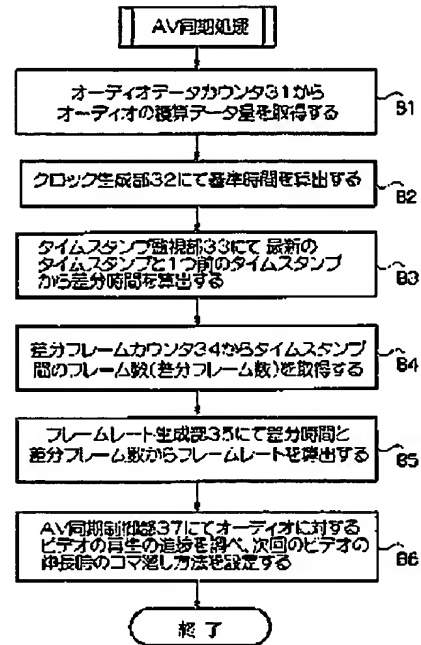 AV同期処理
オーディオデータカウンタ31から
オーディオの積算データ量を取得する
B1
クロック生成部32にて基準時間を算出する
B2
タイムスタンプ監視部33にて最新の
タイムスタンプと1つ前のタイムスタンプ
から差分時間を算出する
B3
差分フレームカウンタ34からタイムスタンプ
間のフレーム数(差分フレーム数)を取得する
B4
フレームレート生成部35にて差分時間と
差分フレーム数からフレームレートを算出する
B5
AV同期制御部37にてオーディオに対する
ビデオの再生の進捗を調べ、次回のビデオの
伸長時のコマ落し方法を設定する
B6
終了